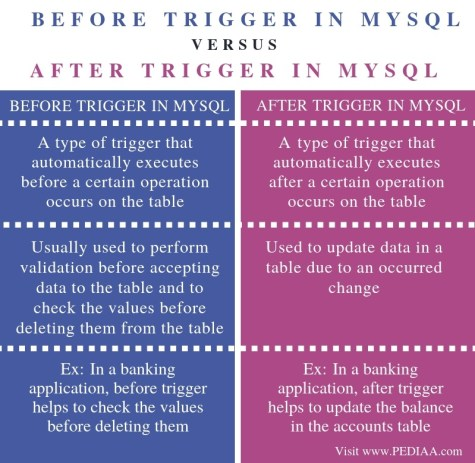 BEFORE TRIGGER IN MYSQL
VERSUS
AFTER TRIGGER IN MYSQL
BEFORE TRIGGER IN MYSQL
A type of trigger that
automatically executes
before a certain operation
occurs on the table
Usually used to perform
validation before accepting
data to the table and to
check the values before
deleting them from the table
Ex: In a banking
application, before trigger
helps to check the values
before deleting them
AFTER TRIGGER IN MYSQL
A type of trigger that
automatically executes
after a certain operation
occurs on the table
Used to update data in a
table due to an occurred
change
Ex: In a banking
application, after trigger
helps to update the balance
in the accounts table
Visit www.PEDIAA.com